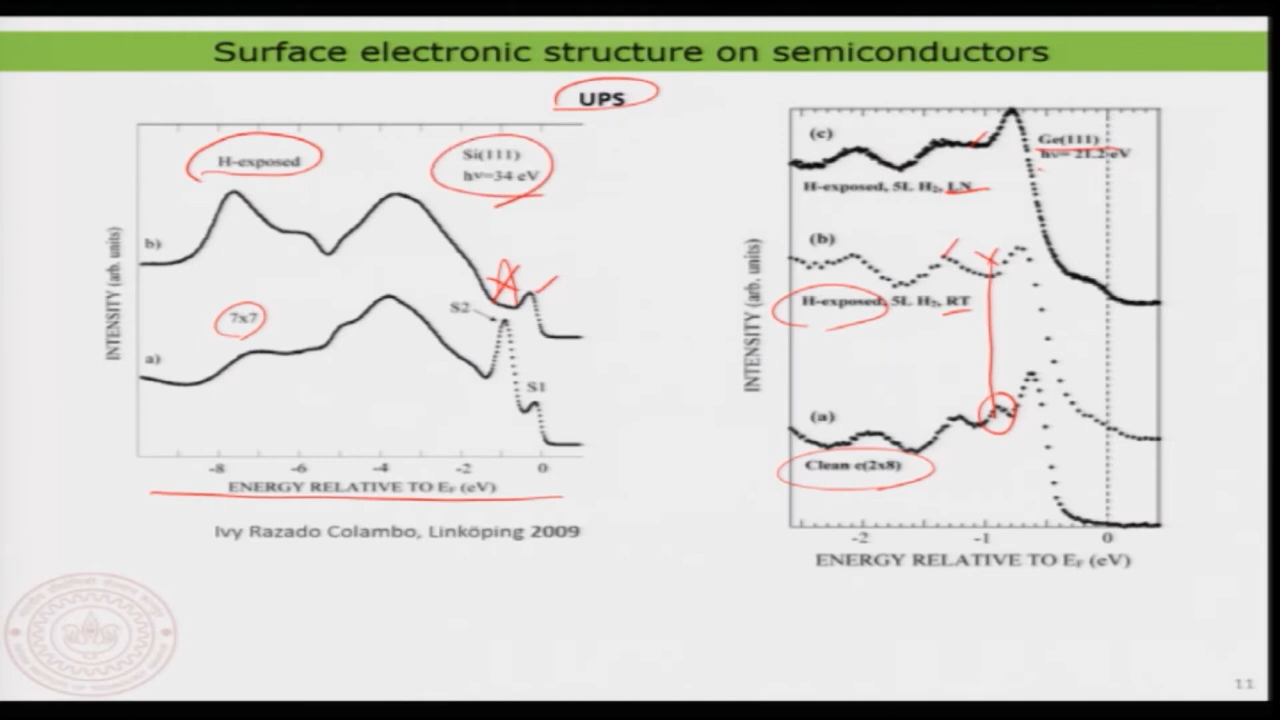 Surface electronic structure on semiconductors
UPS
H-exposed
Si(111)
hν=34 eV
b)
7x7
S2
S1
a)
INTENSITY (arb. units)
-8 -6 -4 -2 0
ENERGY RELATIVE TO EF (eV)
Ivy Razado Colambo, Linköping 2009
(c)
Ge(111)
hν= 21.2 eV
H-exposed, 5L H2, LN
(b)
H-exposed, 5L H2, RT
(a)
Clean c(2x8)
INTENSITY (arb. units)
-2 -1 0
ENERGY RELATIVE TO EF (eV)
11